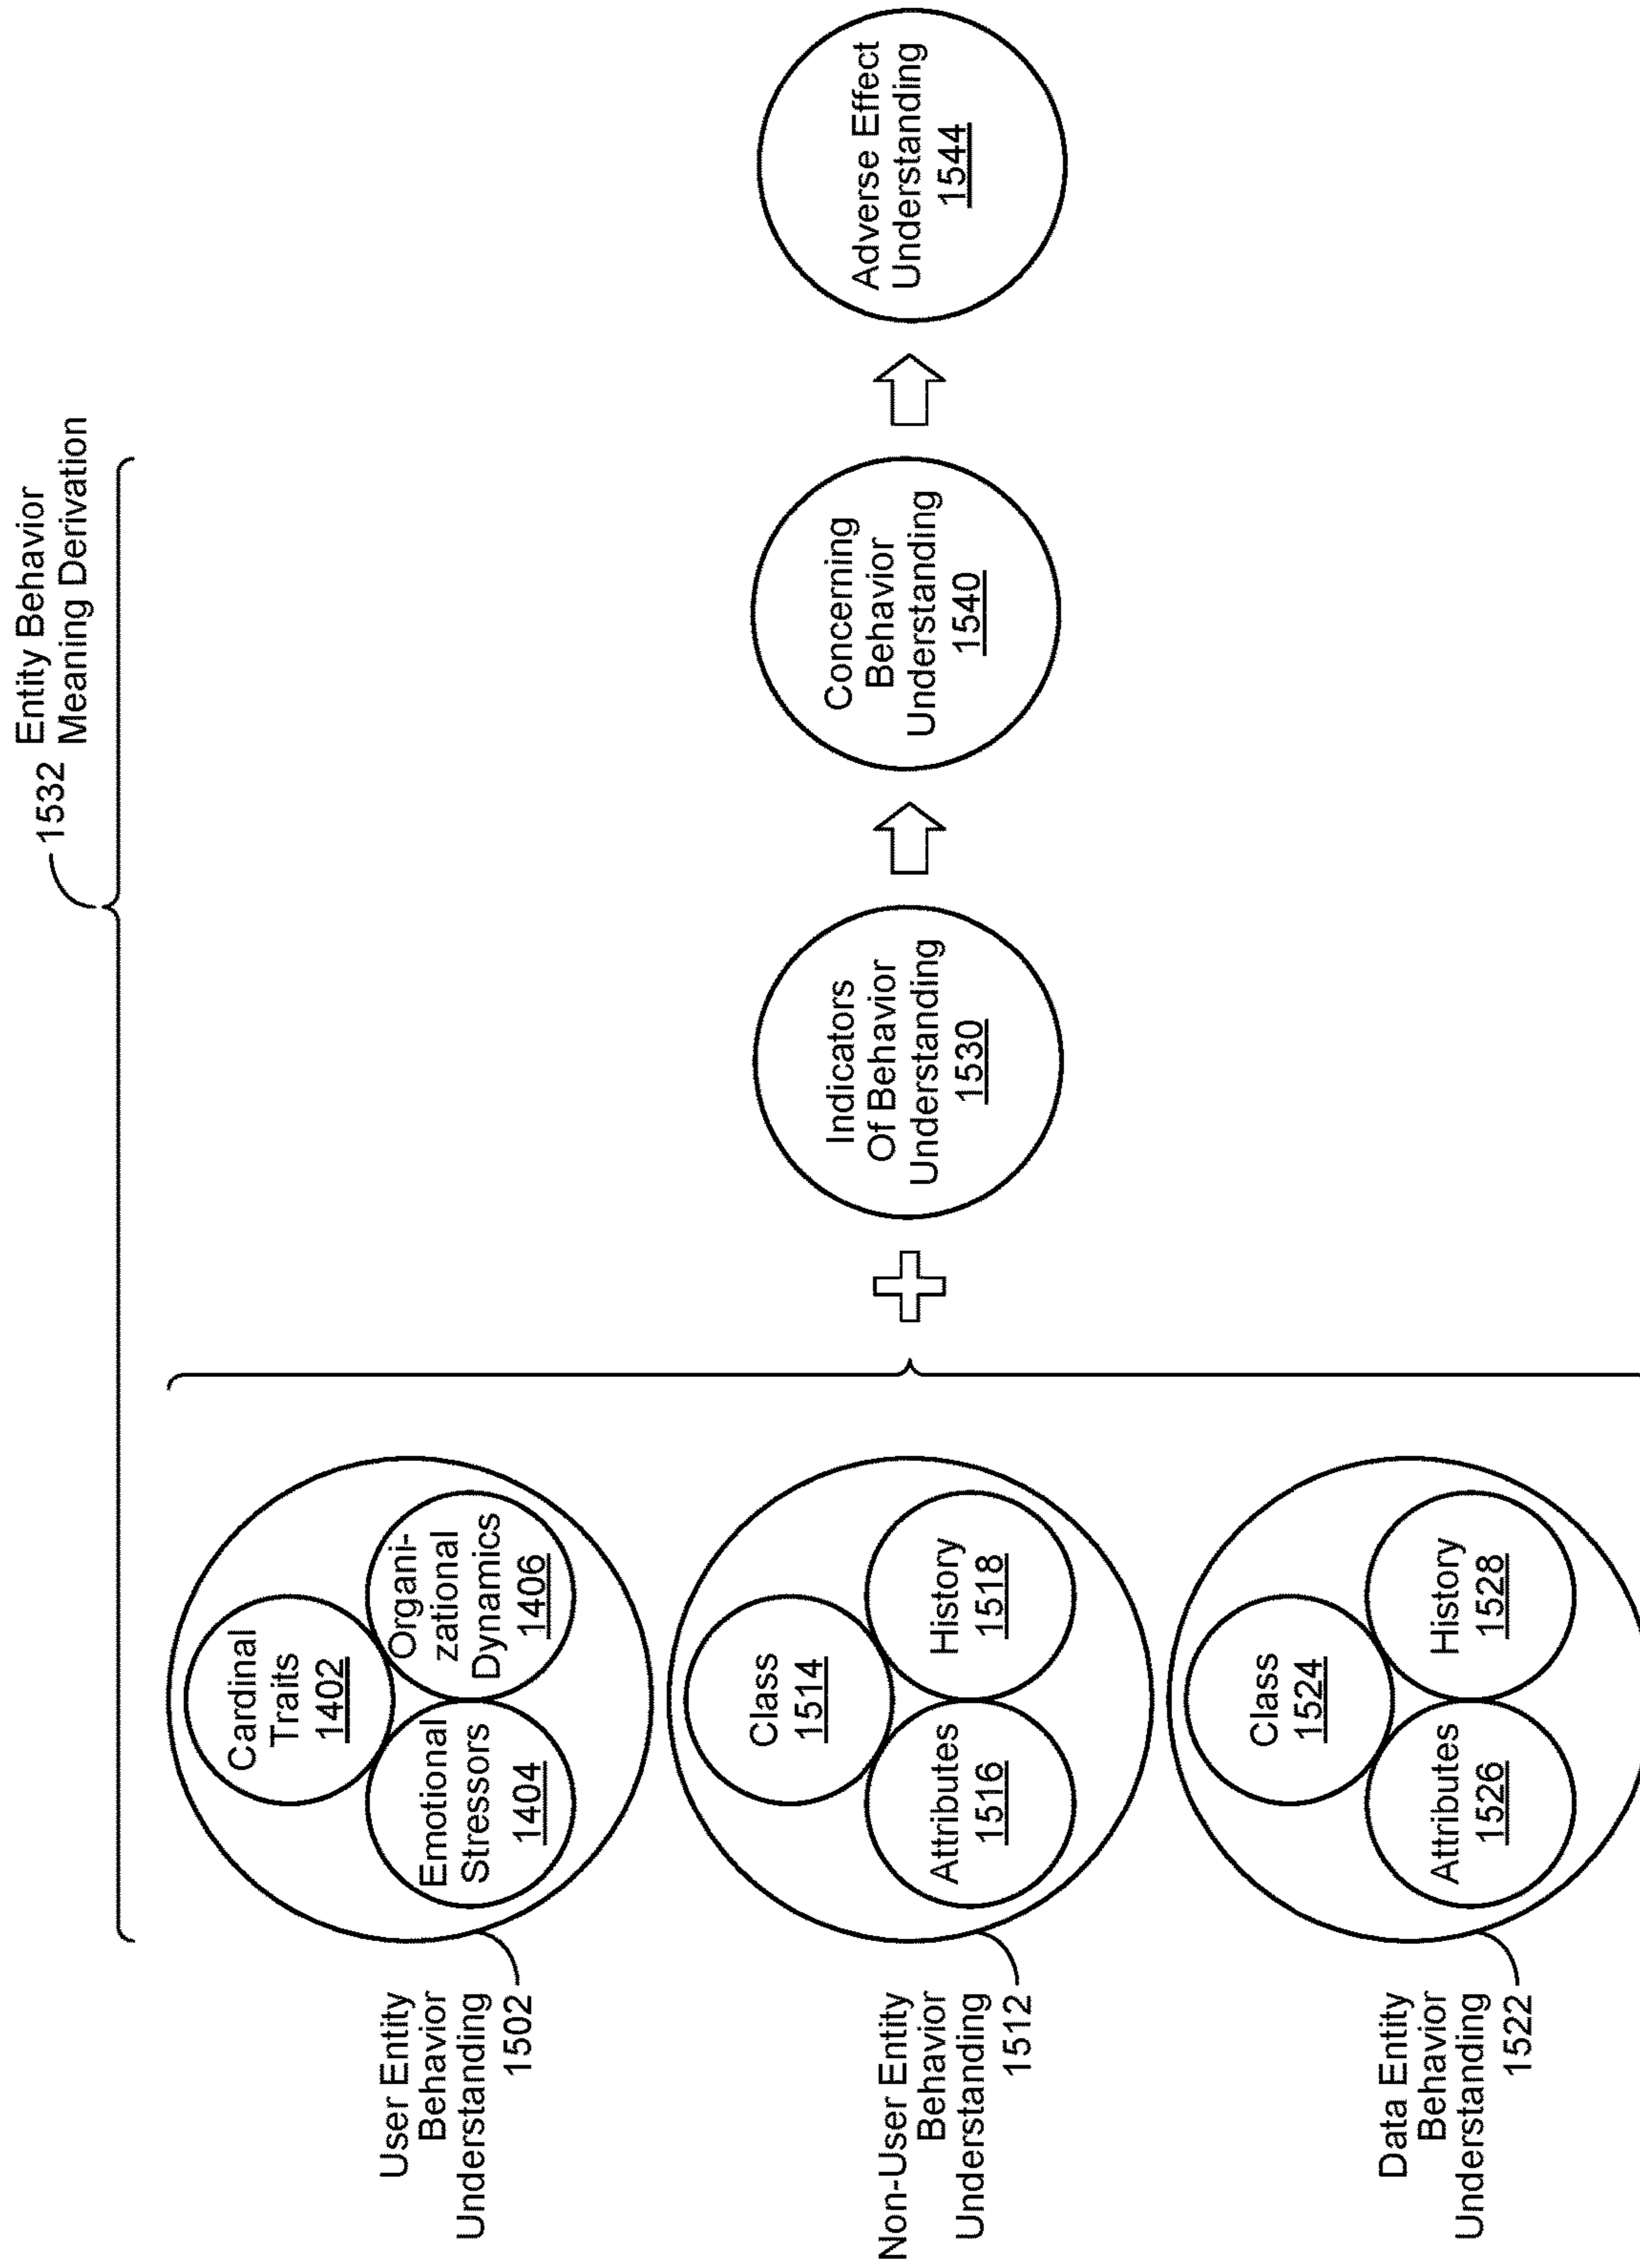 1532 Entity Behavior
Meaning Derivation
User Entity
Behavior
Understanding
1502
Cardinal
Traits
1402
Emotional
Stressors
1404
Organi-
zational
Dynamics
1406
Non-User Entity
Behavior
Understanding
1512
Class
1514
Attributes
1516
History
1518
Data Entity
Behavior
Understanding
1522
Class
1524
Attributes
1526
History
1528
Indicators
Of Behavior
Understanding
1530
Concerning
Behavior
Understanding
1540
Adverse Effect
Understanding
1544